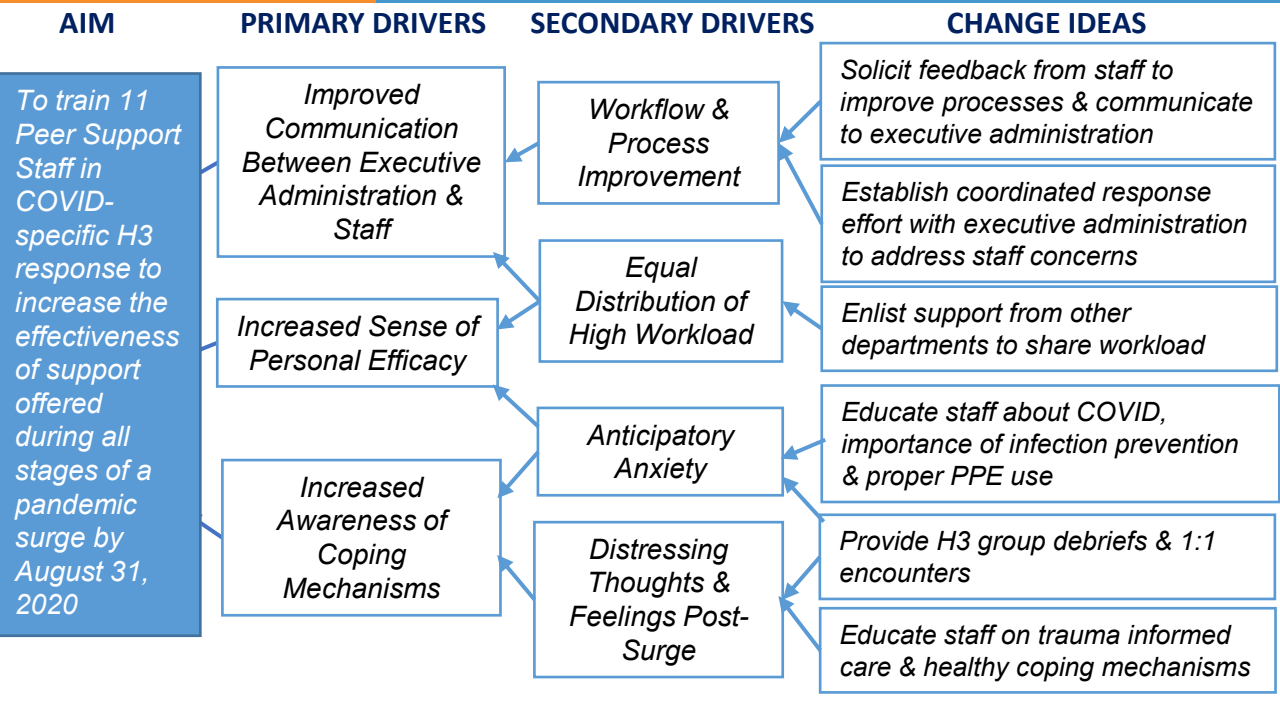 AIM
PRIMARY DRIVERS
SECONDARY DRIVERS
CHANGE IDEAS
To train 11
Peer Support
Staff in
COVID-
specific H3
response to
increase the
effectiveness
of support
offered
during all
stages of a
pandemic
surge by
August 31,
2020
Improved
Communication
Between Executive
Administration &
Staff
Increased Sense of
Personal Efficacy
Increased
Awareness of
Coping
Mechanisms
Workflow &
Process
Improvement
Equal
Distribution of
High Workload
Anticipatory
Anxiety
Distressing
Thoughts &
Feelings Post-
Surge
Solicit feedback from staff to
improve processes & communicate
to executive administration
Establish coordinated response
effort with executive administration
to address staff concerns
Enlist support from other
departments to share workload
Educate staff about COVID,
importance of infection prevention
& proper PPE use
Provide H3 group debriefs & 1:1
encounters
Educate staff on trauma informed
care & healthy coping mechanisms